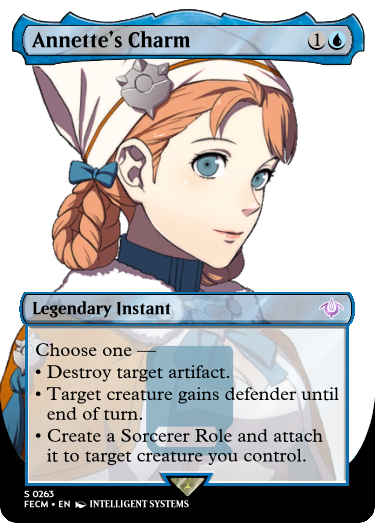 Annette's Charm 1
Legendary Instant
Choose one —
• Destroy target artifact.
• Target creature gains defender until
end of turn.
• Create a Sorcerer Role and attach
it to target creature you control.
S 0263
FECM • EN INTELLIGENT SYSTEMS